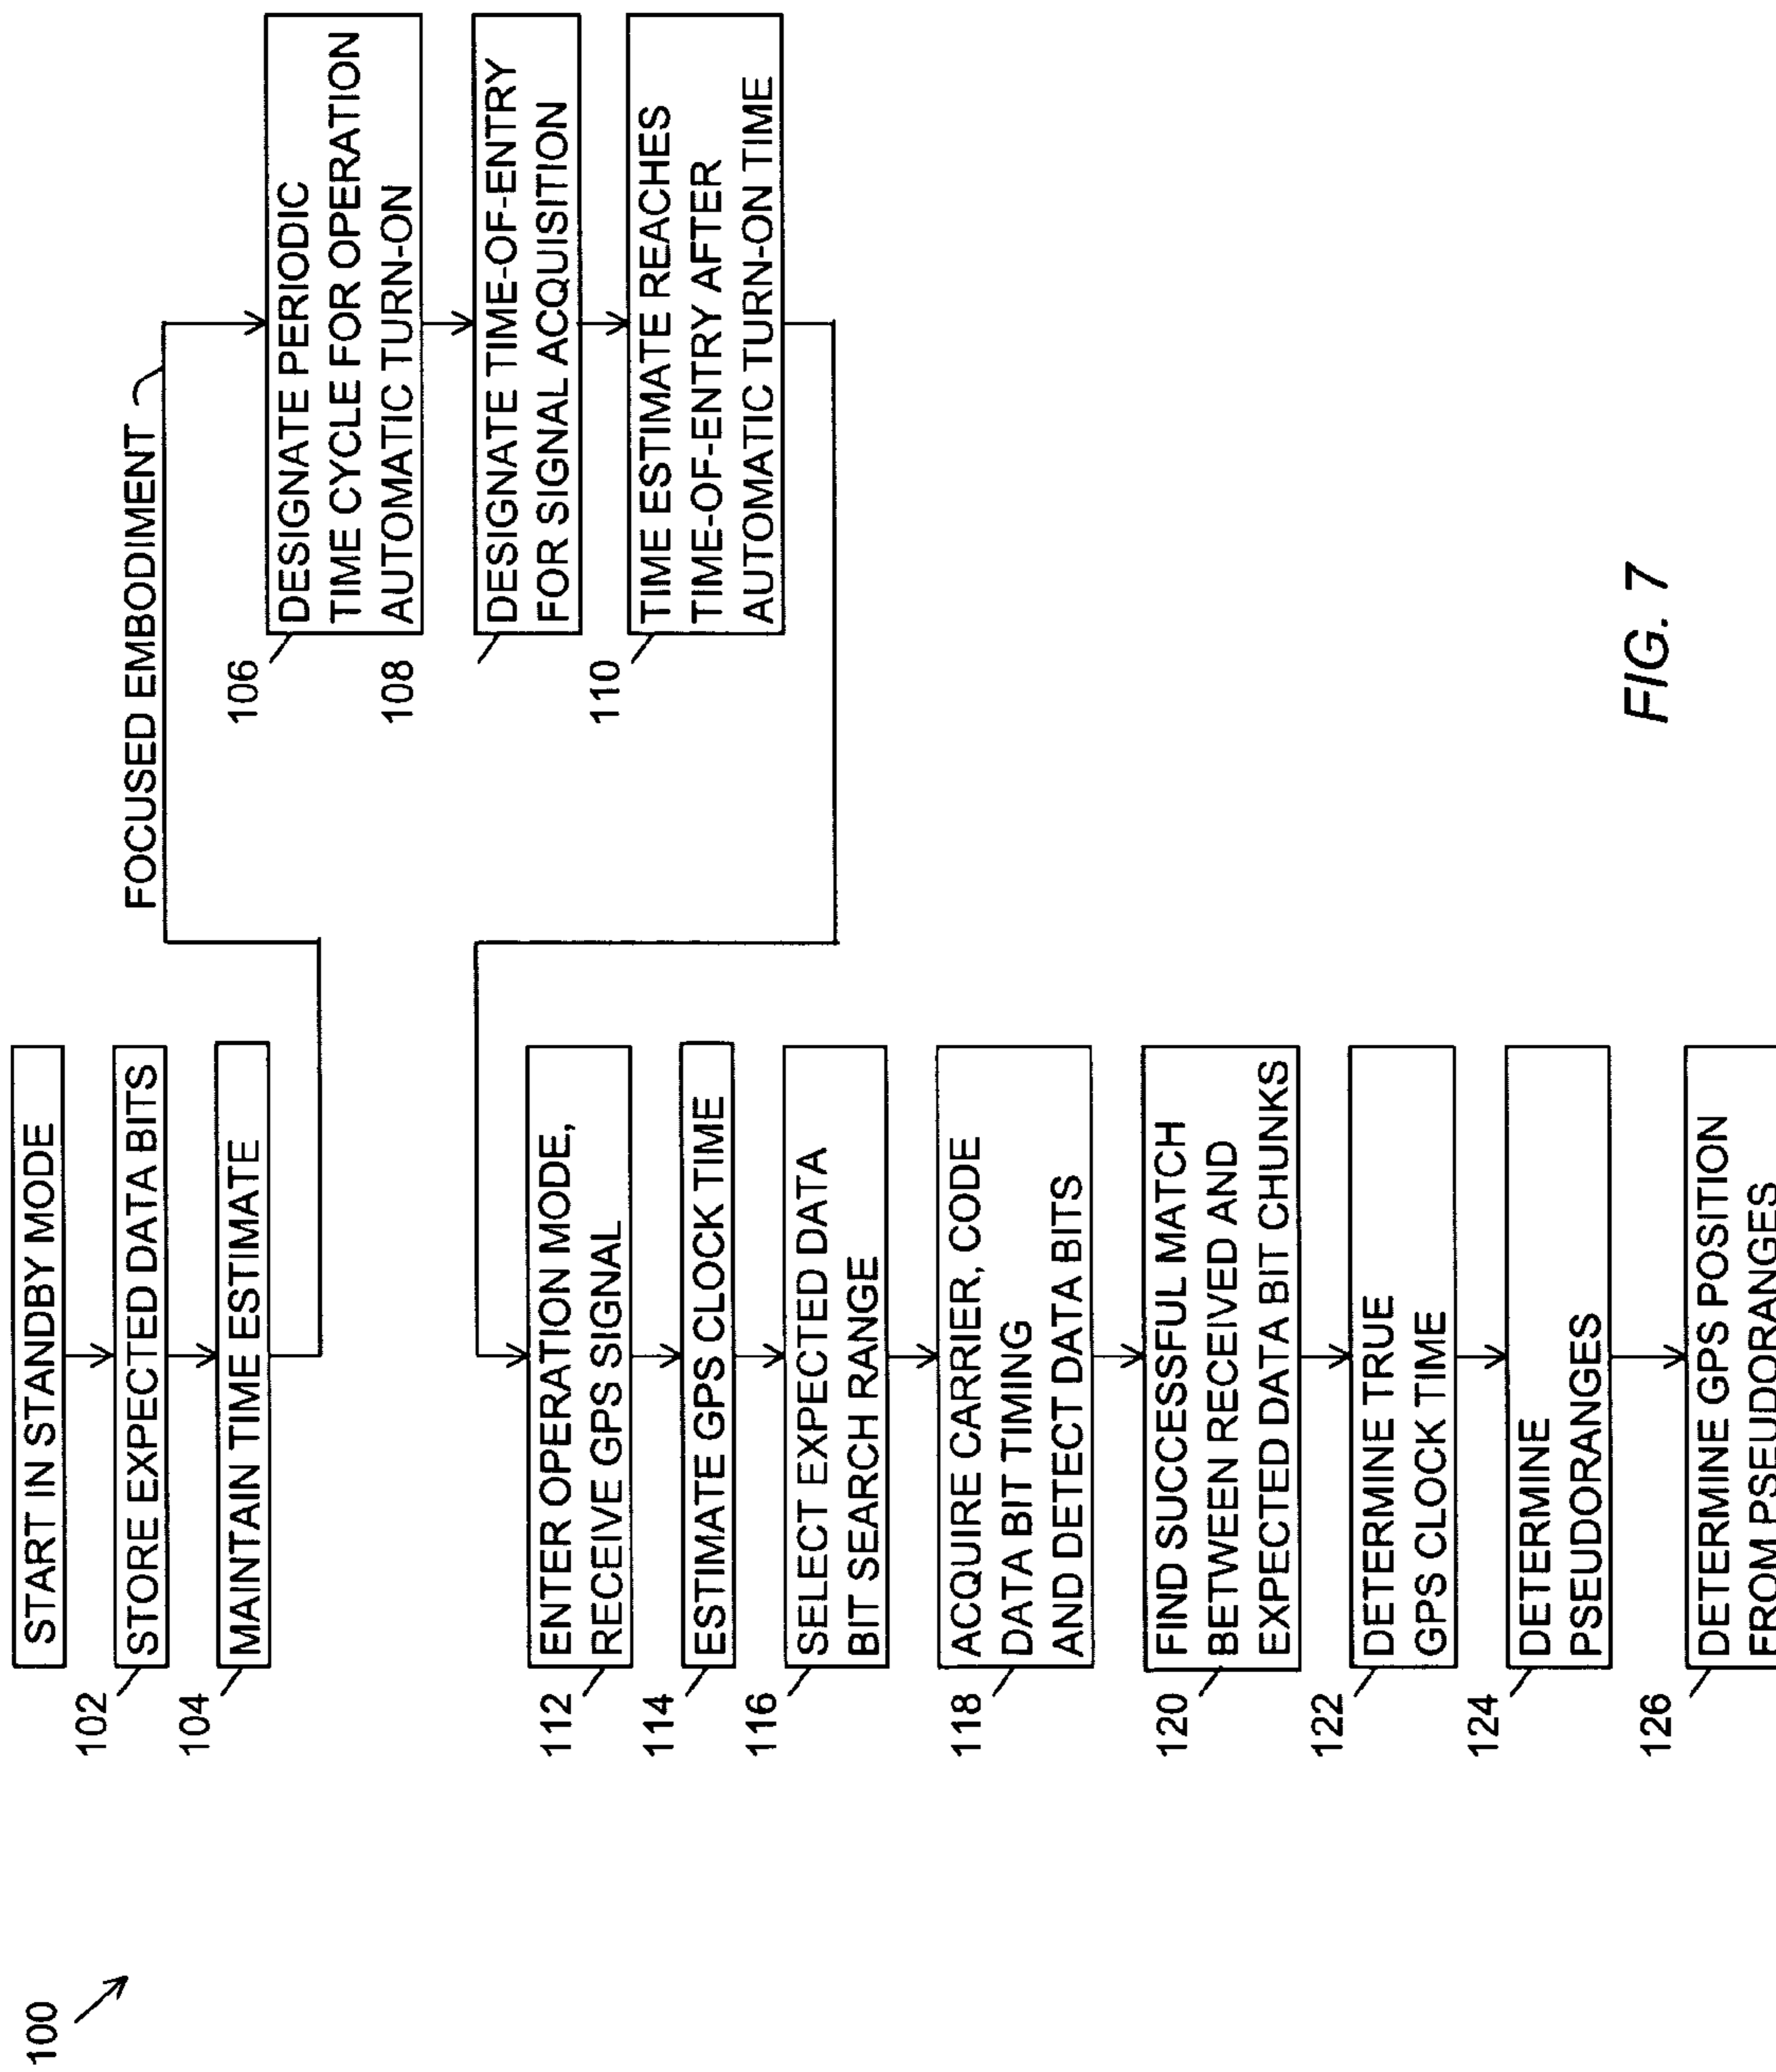 100
START IN STANDBY MODE
102
STORE EXPECTED DATA BITS
104
MAINTAIN TIME ESTIMATE
FOCUSED EMBODIMENT
106
DESIGNATE PERIODIC
TIME CYCLE FOR OPERATION
AUTOMATIC TURN-ON
108
DESIGNATE TIME-OF-ENTRY
FOR SIGNAL ACQUISITION
110
TIME ESTIMATE REACHES
TIME-OF-ENTRY AFTER
AUTOMATIC TURN-ON TIME
112
ENTER OPERATION MODE,
RECEIVE GPS SIGNAL
114
ESTIMATE GPS CLOCK TIME
116
SELECT EXPECTED DATA
BIT SEARCH RANGE
118
ACQUIRE CARRIER, CODE
DATA BIT TIMING
AND DETECT DATA BITS
120
FIND SUCCESSFUL MATCH
BETWEEN RECEIVED AND
EXPECTED DATA BIT CHUNKS
122
DETERMINE TRUE
GPS CLOCK TIME
124
DETERMINE
PSEUDORANGES
126
DETERMINE GPS POSITION
FROM PSEUDORANGES
FIG. 7